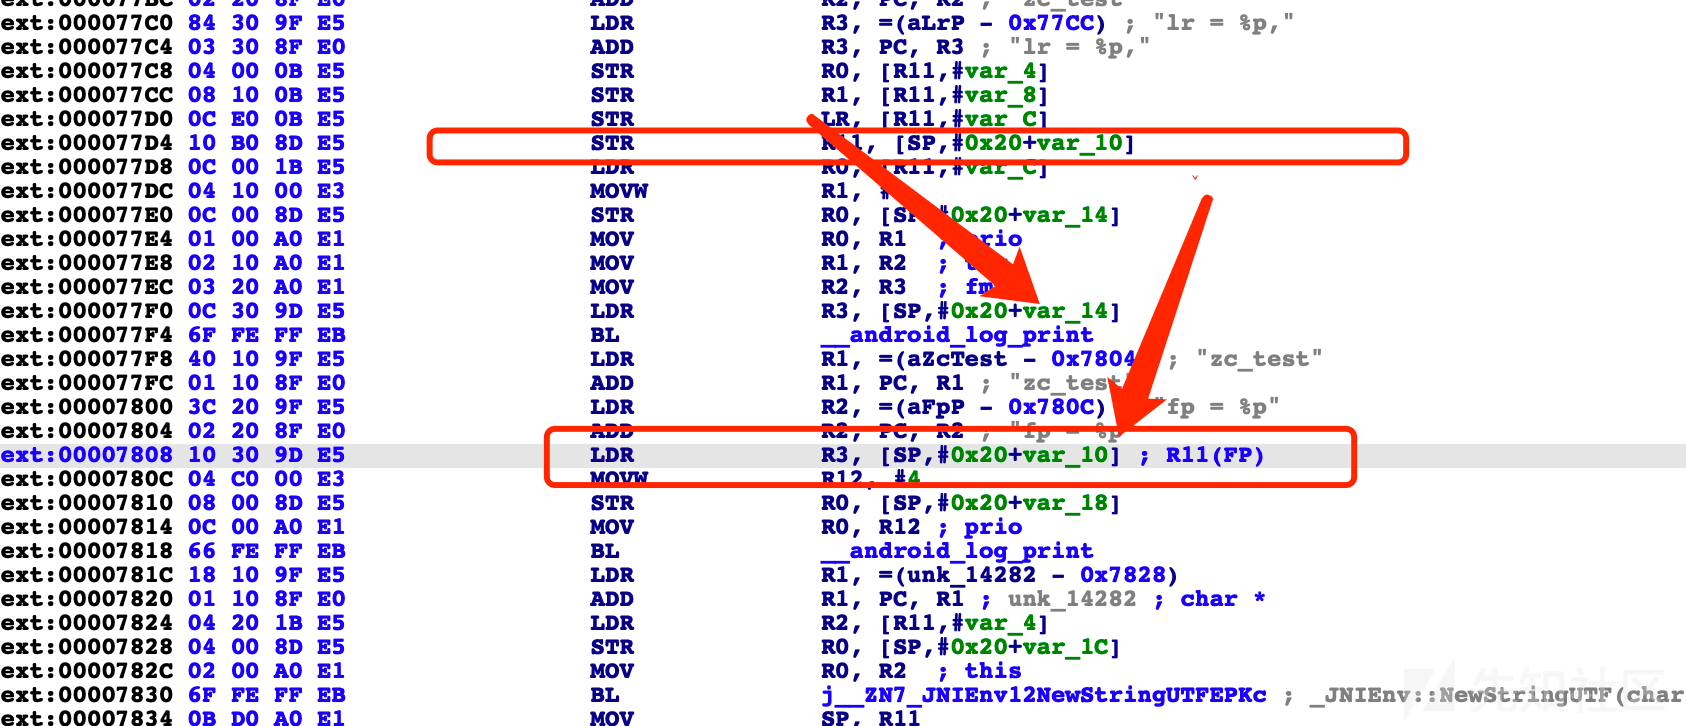 ext:000077BC 02 20 8F E0 ADD R2, PC, R2 ; "zc_test"
ext:000077C0 84 30 9F E5 LDR R3, =(aLrP - 0x77CC) ; "lr = %p,"
ext:000077C4 03 30 8F E0 ADD R3, PC, R3 ; "lr = %p,"
ext:000077C8 04 00 0B E5 STR R0, [R11,#var_4]
ext:000077CC 08 10 0B E5 STR R1, [R11,#var_8]
ext:000077D0 0C E0 0B E5 STR LR, [R11,#var_C]
ext:000077D4 10 B0 8D E5 STR R11, [SP,#0x20+var_10]
ext:000077D8 0C 00 1B E5 LDR R0, [R11,#var_C]
ext:000077DC 04 10 00 E3 MOVW R1, #
ext:000077E0 0C 00 8D E5 STR R0, [SP,#0x20+var_14]
ext:000077E4 01 00 A0 E1 MOV R0, R1 ; prio
ext:000077E8 02 10 A0 E1 MOV R1, R2 ;
ext:000077EC 03 20 A0 E1 MOV R2, R3 ; fm
ext:000077F0 0C 30 9D E5 LDR R3, [SP,#0x20+var_14]
ext:000077F4 6F FE FF EB BL __android_log_print
ext:000077F8 40 10 9F E5 LDR R1, =(aZcTest - 0x7804 ; "zc_test"
ext:000077FC 01 10 8F E0 ADD R1, PC, R1 ; "zc_test"
ext:00007800 3C 20 9F E5 LDR R2, =(aFpP - 0x780C) "fp = %p"
ext:00007804 02 20 8F E0 ADD R2, PC, R2 ; "fp = %p
ext:00007808 10 30 9D E5 LDR R3, [SP,#0x20+var_10] ; R11(FP)
ext:0000780C 04 C0 00 E3 MOVW R12, #4
ext:00007810 08 00 8D E5 STR R0, [SP,#0x20+var_18]
ext:00007814 0C 00 A0 E1 MOV R0, R12 ; prio
ext:00007818 66 FE FF EB BL __android_log_print
ext:0000781C 18 10 9F E5 LDR R1, =(unk_14282 - 0x7828)
ext:00007820 01 10 8F E0 ADD R1, PC, R1 ; unk_14282 ; char *
ext:00007824 04 20 1B E5 LDR R2, [R11,#var_4]
ext:00007828 04 00 8D E5 STR R0, [SP,#0x20+var_1C]
ext:0000782C 02 00 A0 E1 MOV R0, R2 ; this
ext:00007830 6F FE FF EB BL j__ZN7_JNIEnv12NewStringUTFEPKc ; _JNIEnv::NewStringUTF(char
ext:00007834 0B D0 A0 E1 MOV SP, R11
先知社区